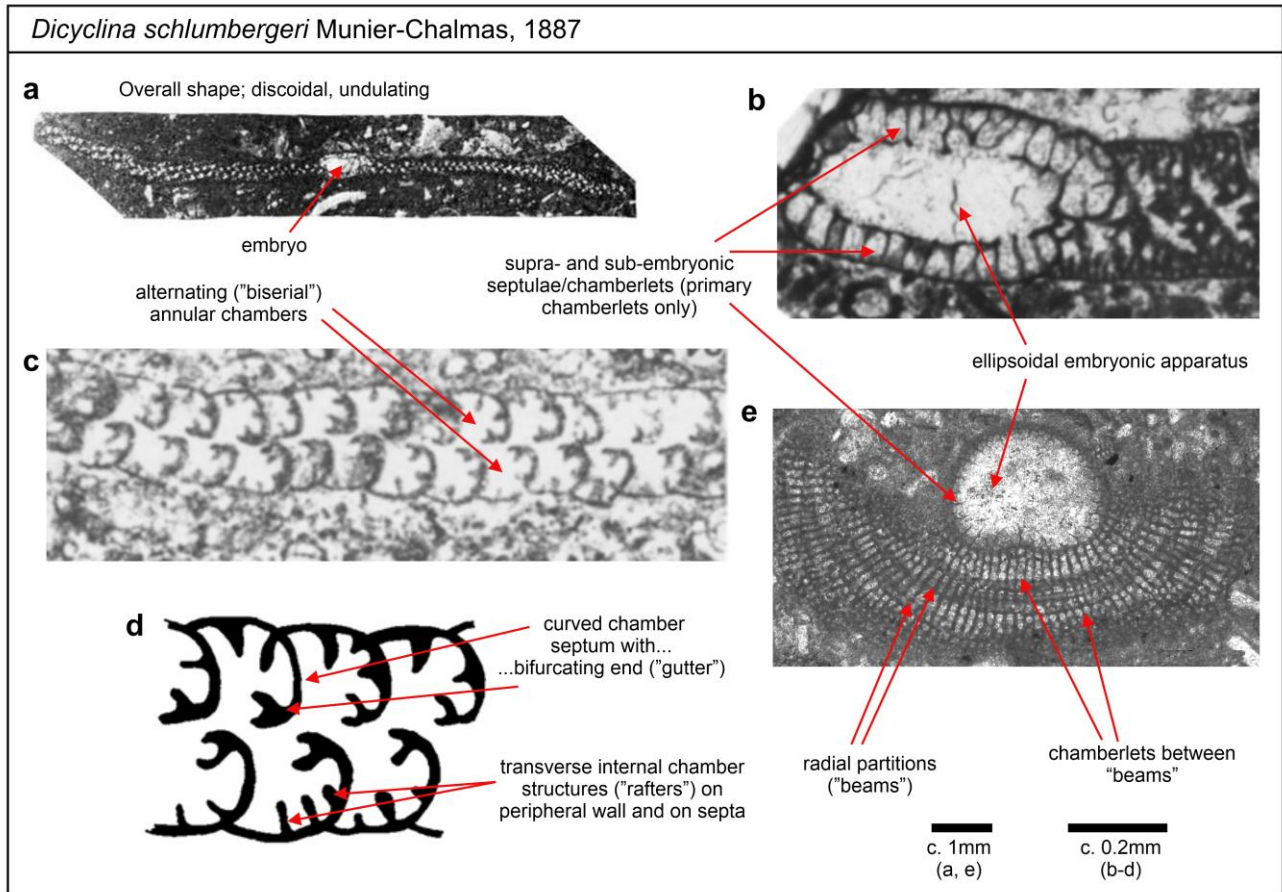 Dicyclina schlumbergeri Munier-Chalmas, 1887
a
Overall shape; discoidal, undulating
embryo
b
supra- and sub-embryonic
septulae/chamberlets (primary
chamberlets only)
alternating ("biserial")
annular chambers
ellipsoidal embryonic apparatus
c
e
d
curved chamber
septum with...
...bifurcating end ("gutter")
transverse internal chamber
structures ("rafters") on
peripheral wall and on septa
radial partitions
("beams")
chamberlets between
"beams"
c. 1mm
(a, e)
c. 0.2mm
(b-d)